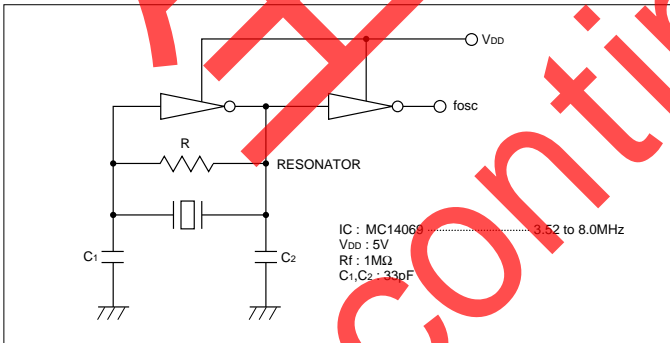 VDD
fosc
R
RESONATOR
C1
C2
IC : MC14069 3.52 to 8.0MHz
VDD : 5V
Rf : 1MΩ
C1,C2 : 33pF